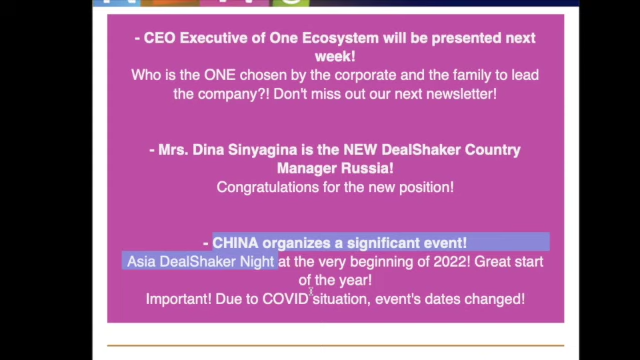 - CEO Executive of One Ecosystem will be presented next
week!
Who is the ONE chosen by the corporate and the family to lead
the company?! Don't miss out our next newsletter!
- Mrs. Dina Sinyagina is the NEW DealShaker Country
Manager Russia!
Congratulations for the new position!
- CHINA organizes a significant event!
Asia DealShaker Night at the very beginning of 2022! Great start
of the year!
Important! Due to COVID situation, event's dates changed!